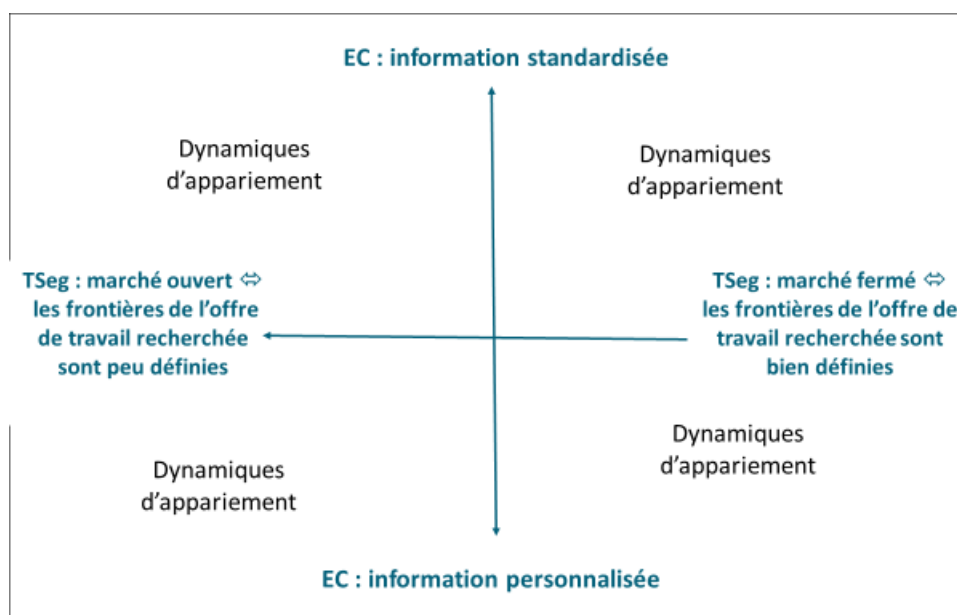 EC : information standardisée
Dynamiques
d'appariement
Dynamiques
d'appariement
TSeg : marché ouvert ⬄
les frontières de l'offre
de travail recherchée
sont peu définies
TSeg : marché fermé ⬄
les frontières de l'offre de
travail recherchée sont
bien définies
Dynamiques
d'appariement
Dynamiques
d'appariement
EC : information personnalisée